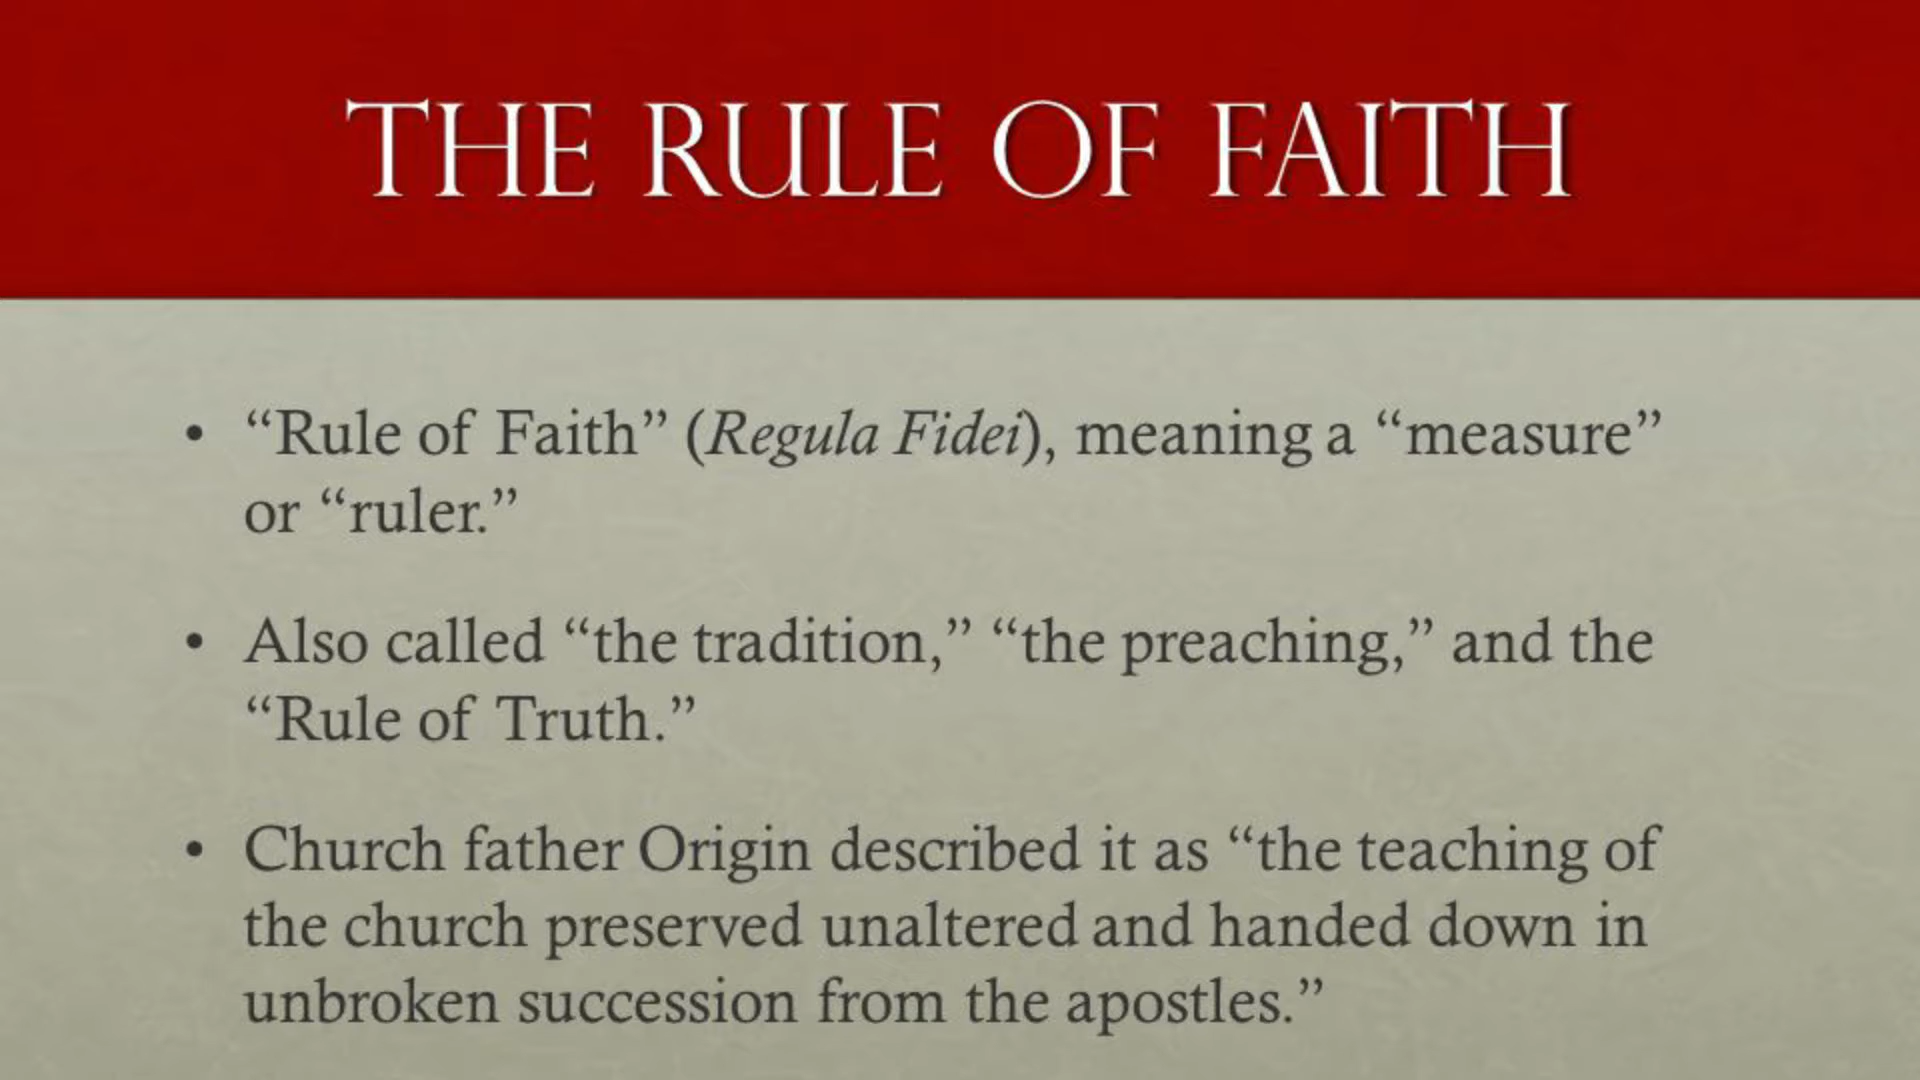 THE RULE OF FAITH
• “Rule of Faith” (Regula Fidei), meaning a “measure”
or “ruler.”
• Also called “the tradition,” “the preaching,” and the
“Rule of Truth.”
• Church father Origin described it as “the teaching of
the church preserved unaltered and handed down in
unbroken succession from the apostles.”